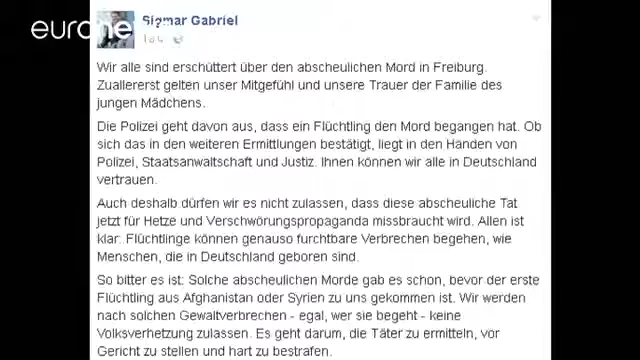 euronews
Sigmar Gabriel
Wir alle sind erschüttert über den abscheulichen Mord in Freiburg.
Zuallererst gelten unser Mitgefühl und unsere Trauer der Familie des
jungen Mädchens.
Die Polizei geht davon aus, dass ein Flüchtling den Mord begangen hat. Ob
sich das in den weiteren Ermittlungen bestätigt, liegt in den Händen von
Polizei, Staatsanwaltschaft und Justiz. Ihnen können wir alle in Deutschland
vertrauen.
Auch deshalb dürfen wir es nicht zulassen, dass diese abscheuliche Tat
jetzt für Hetze und Verschwörungspropaganda missbraucht wird. Allen ist
klar: Flüchtlinge können genauso furchtbare Verbrechen begehen, wie
Menschen, die in Deutschland geboren sind.
So bitter es ist: Solche abscheulichen Morde gab es schon, bevor der erste
Flüchtling aus Afghanistan oder Syrien zu uns gekommen ist. Wir werden
nach solchen Gewaltverbrechen - egal, wer sie begeht - keine
Volksverhetzung zulassen. Es geht darum, die Täter zu ermitteln, vor
Gericht zu stellen und hart zu bestrafen.